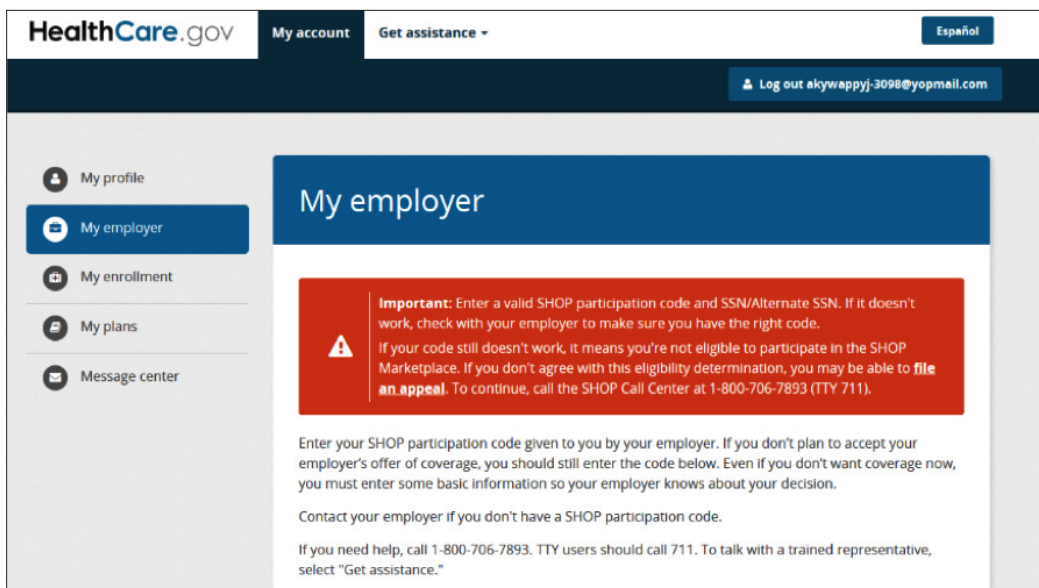 HealthCare.gov
My account
Get assistance
Español
Log out akywappyj-3098@yopmail.com
My profile
My employer
My enrollment
My plans
Message center
My employer
Important: Enter a valid SHOP participation code and SSN/Alternate SSN. If it doesn't
work, check with your employer to make sure you have the right code.
If your code still doesn't work, it means you're not eligible to participate in the SHOP
Marketplace. If you don't agree with this eligibility determination, you may be able to file
an appeal. To continue, call the SHOP Call Center at 1-800-706-7893 (TTY 711).
Enter your SHOP participation code given to you by your employer. If you don't plan to accept your
employer's offer of coverage, you should still enter the code below. Even if you don't want coverage now,
you must enter some basic information so your employer knows about your decision.
Contact your employer if you don't have a SHOP participation code.
If you need help, call 1-800-706-7893. TTY users should call 711. To talk with a trained representative,
select "Get assistance."